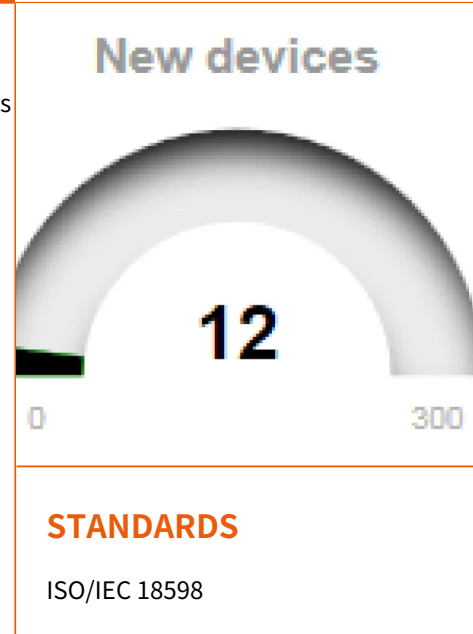 New devices
s
12
0 300
STANDARDS
ISO/IEC 18598